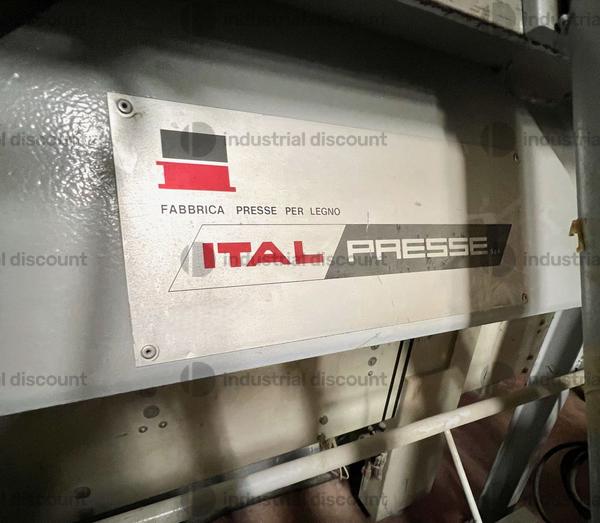 industrial discount
FABBRICA PRESSE PER LEGNO
ITAL PRESSE S.p.A.